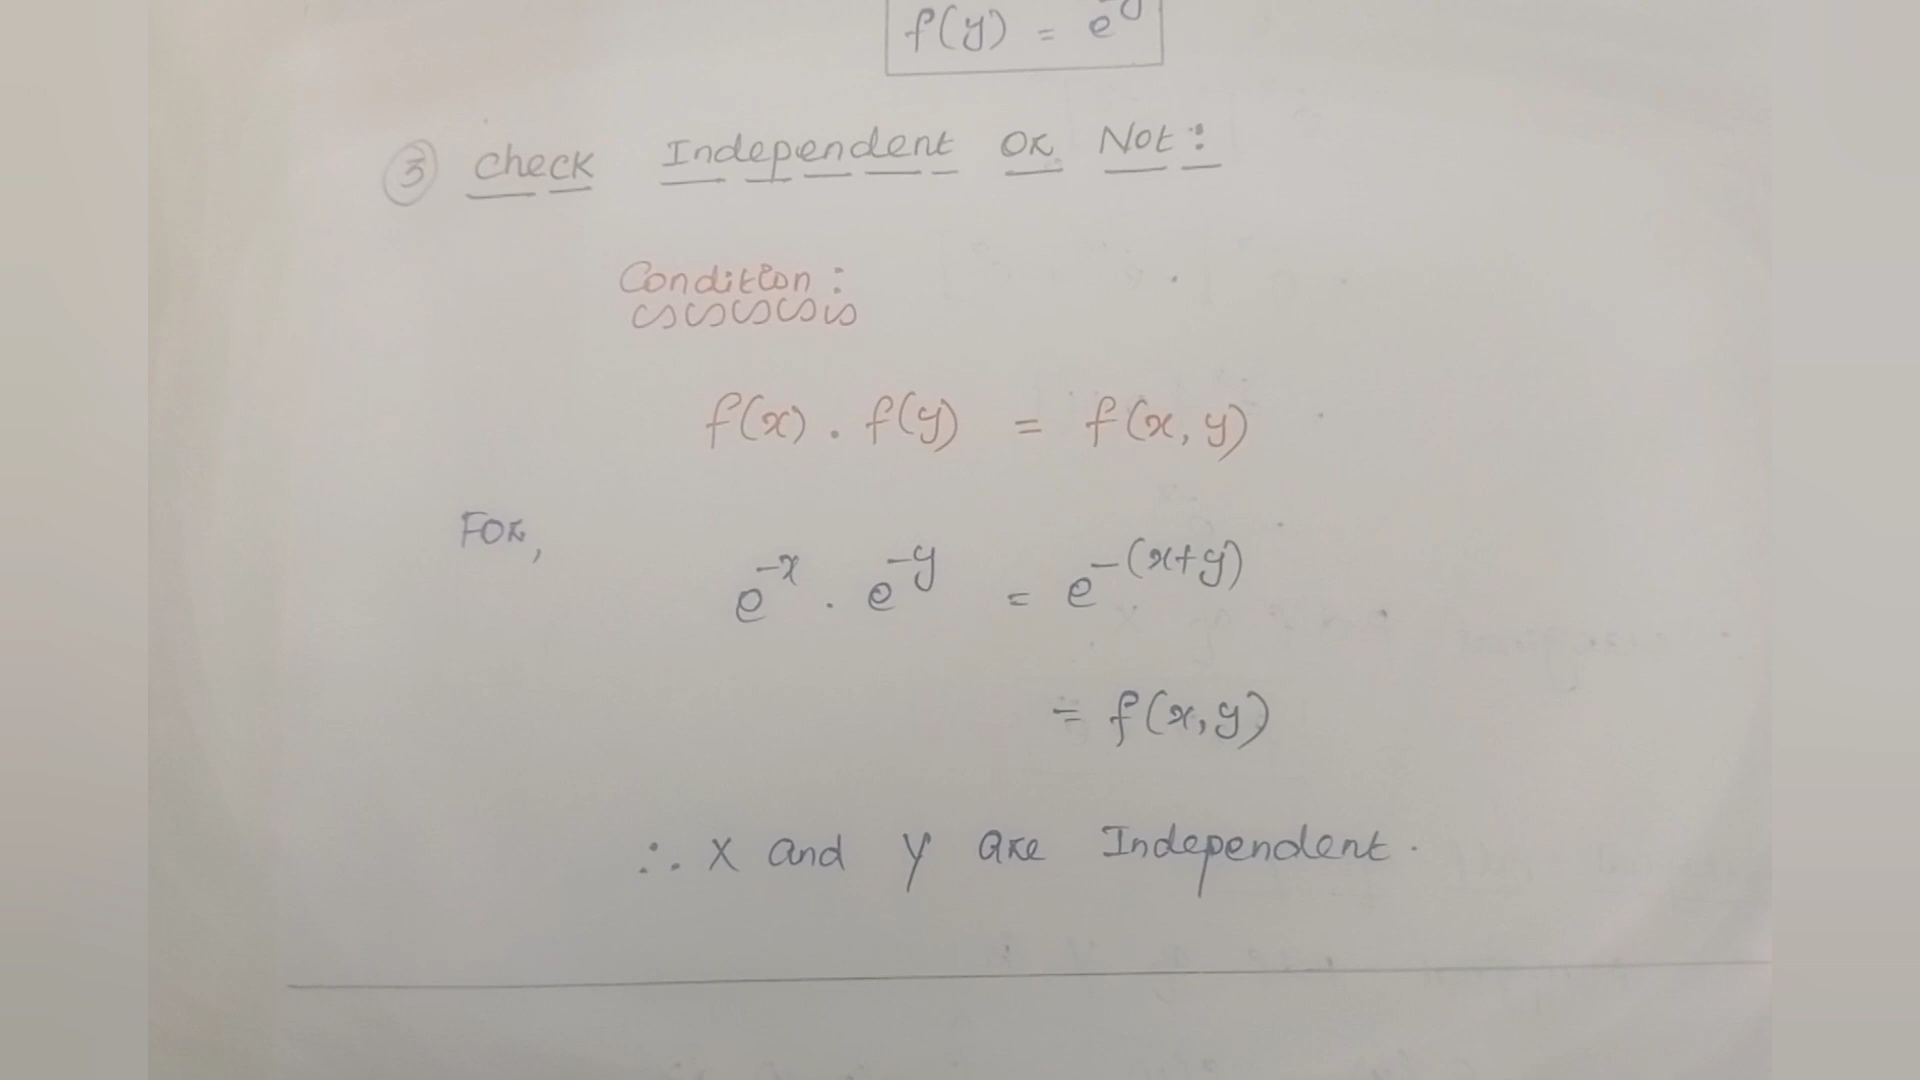 f(y) = e^-y
③ Check Independent Or Not:
Condition:
f(x) . f(y) = f(x, y)
For,
e^-x . e^-y = e^-(x+y)
= f(x,y)
∴ X and Y are Independent.